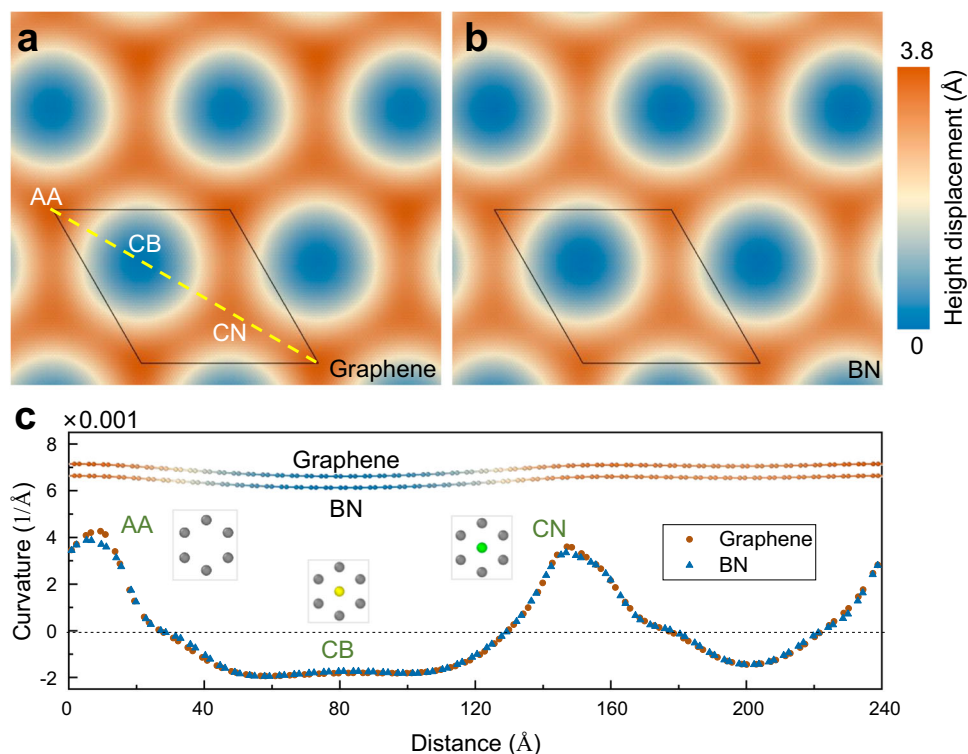 a
b
3.8
Height displacement (Å)
0
AA
CB
CN
Graphene
BN
c
×0.001
8
6
4
2
0
-2
Curvature (1/Å)
Graphene
BN
AA
CN
CB
Graphene
BN
0 40 80 120 160 200 240
Distance (Å)